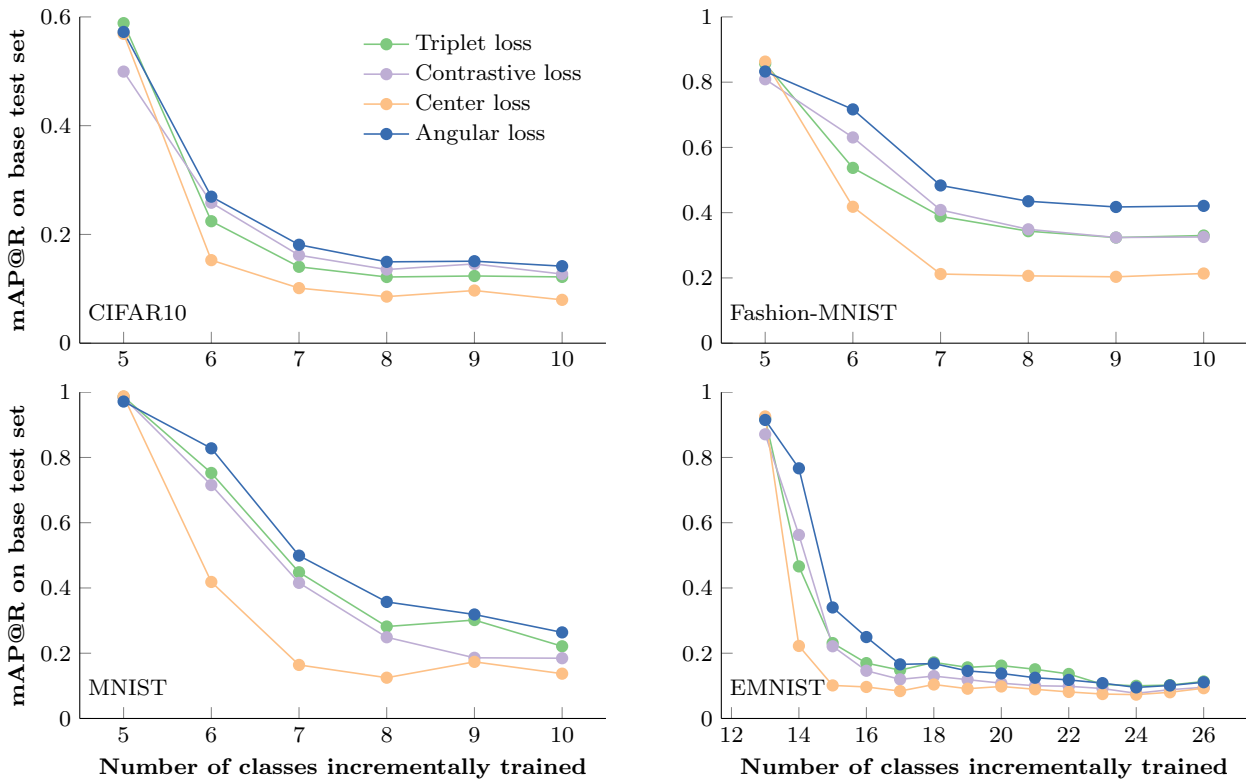 mAP@R on base test set
0.6
0.4
0.2
0
Triplet loss
Contrastive loss
Center loss
Angular loss
CIFAR10
5 6 7 8 9 10
1
0.8
0.6
0.4
0.2
0
Fashion-MNIST
5 6 7 8 9 10
mAP@R on base test set
1
0.8
0.6
0.4
0.2
0
MNIST
5 6 7 8 9 10
Number of classes incrementally trained
1
0.8
0.6
0.4
0.2
0
EMNIST
12 14 16 18 20 22 24 26
Number of classes incrementally trained